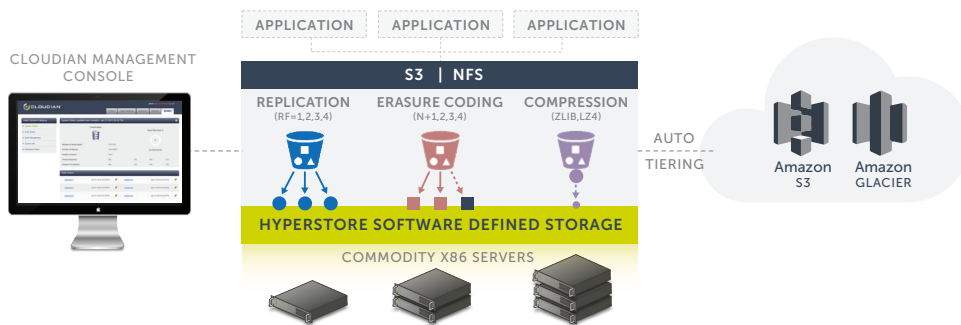 APPLICATION
APPLICATION
APPLICATION
CLOUDIAN MANAGEMENT
CONSOLE
CLOUDIAN
S3 | NFS
REPLICATION
(RF=1,2,3,4)
ERASURE CODING
(N+1,2,3,4)
COMPRESSION
(ZLIB,LZ4)
AUTO
TIERING
Amazon
S3
Amazon
GLACIER
HYPERSTORE SOFTWARE DEFINED STORAGE
COMMODITY X86 SERVERS